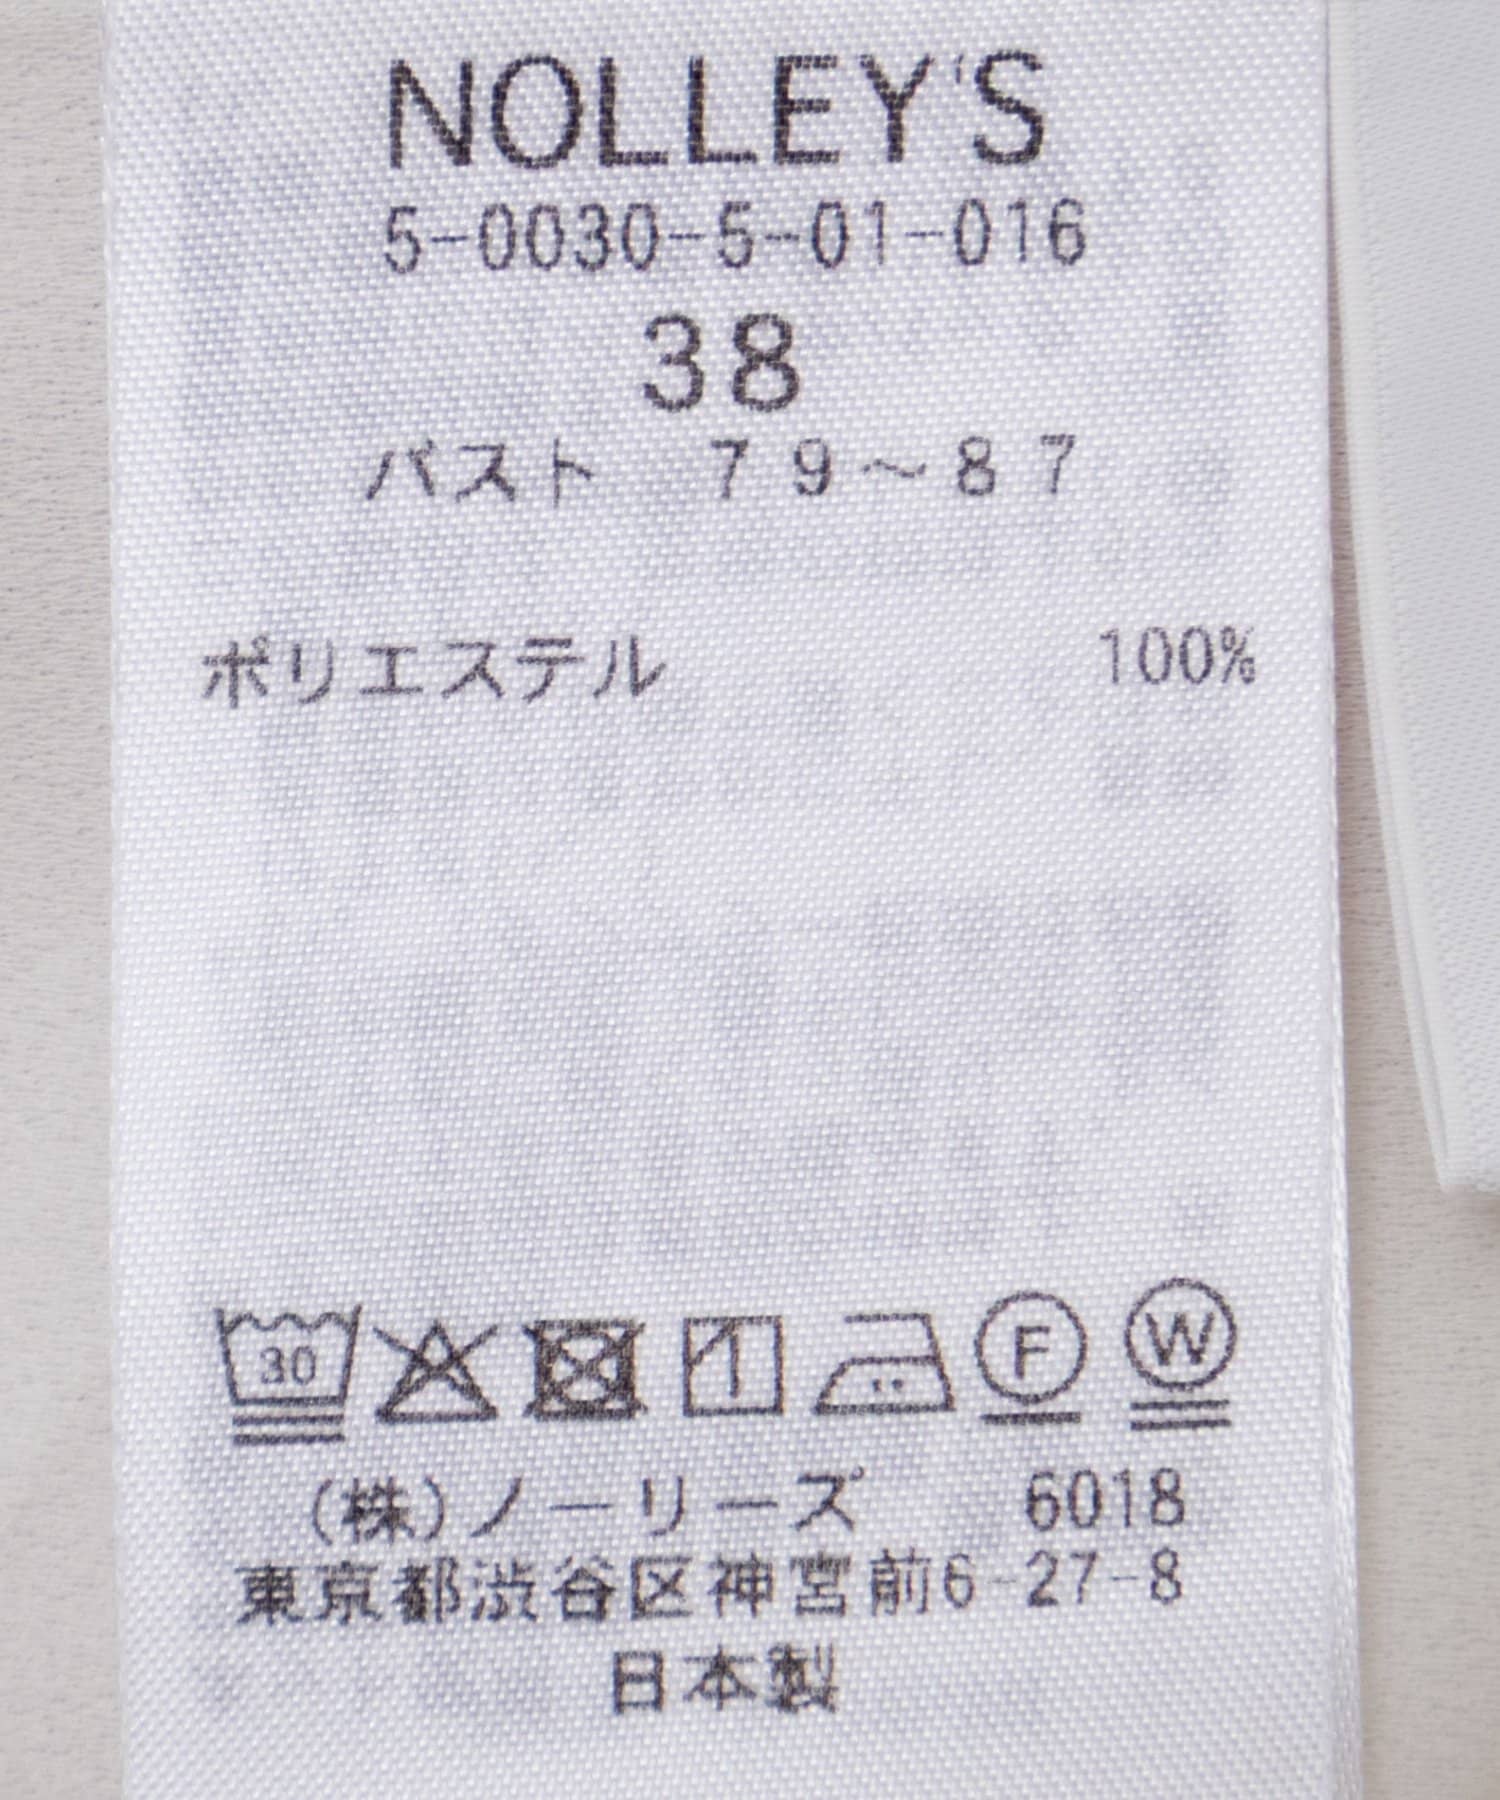 NOLLEY'S
5-0030-5-01-016
38
バスト 79～87
ポリエステル 100%
30 F W
(株)ノーリーズ 6018
東京都渋谷区神宮前6-27-8
日本製